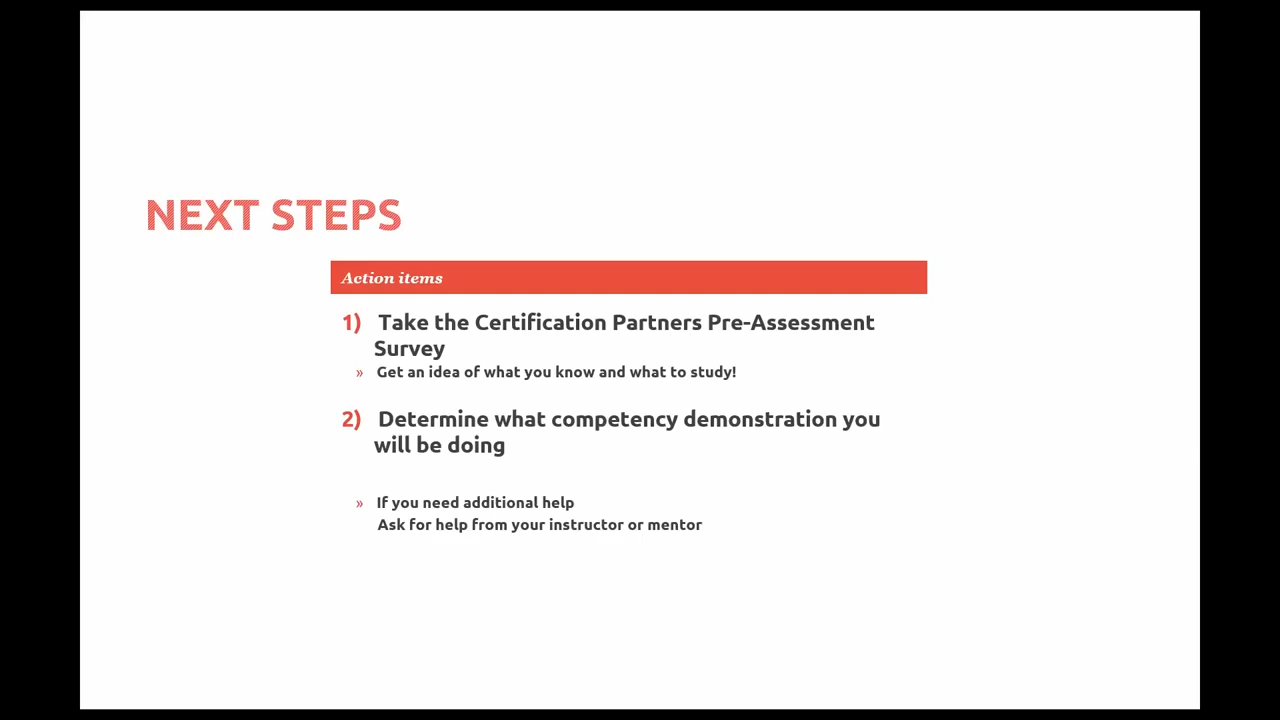 NEXT STEPS
Action items
1) Take the Certification Partners Pre-Assessment
Survey
» Get an idea of what you know and what to study!
2) Determine what competency demonstration you
will be doing
» If you need additional help
Ask for help from your instructor or mentor